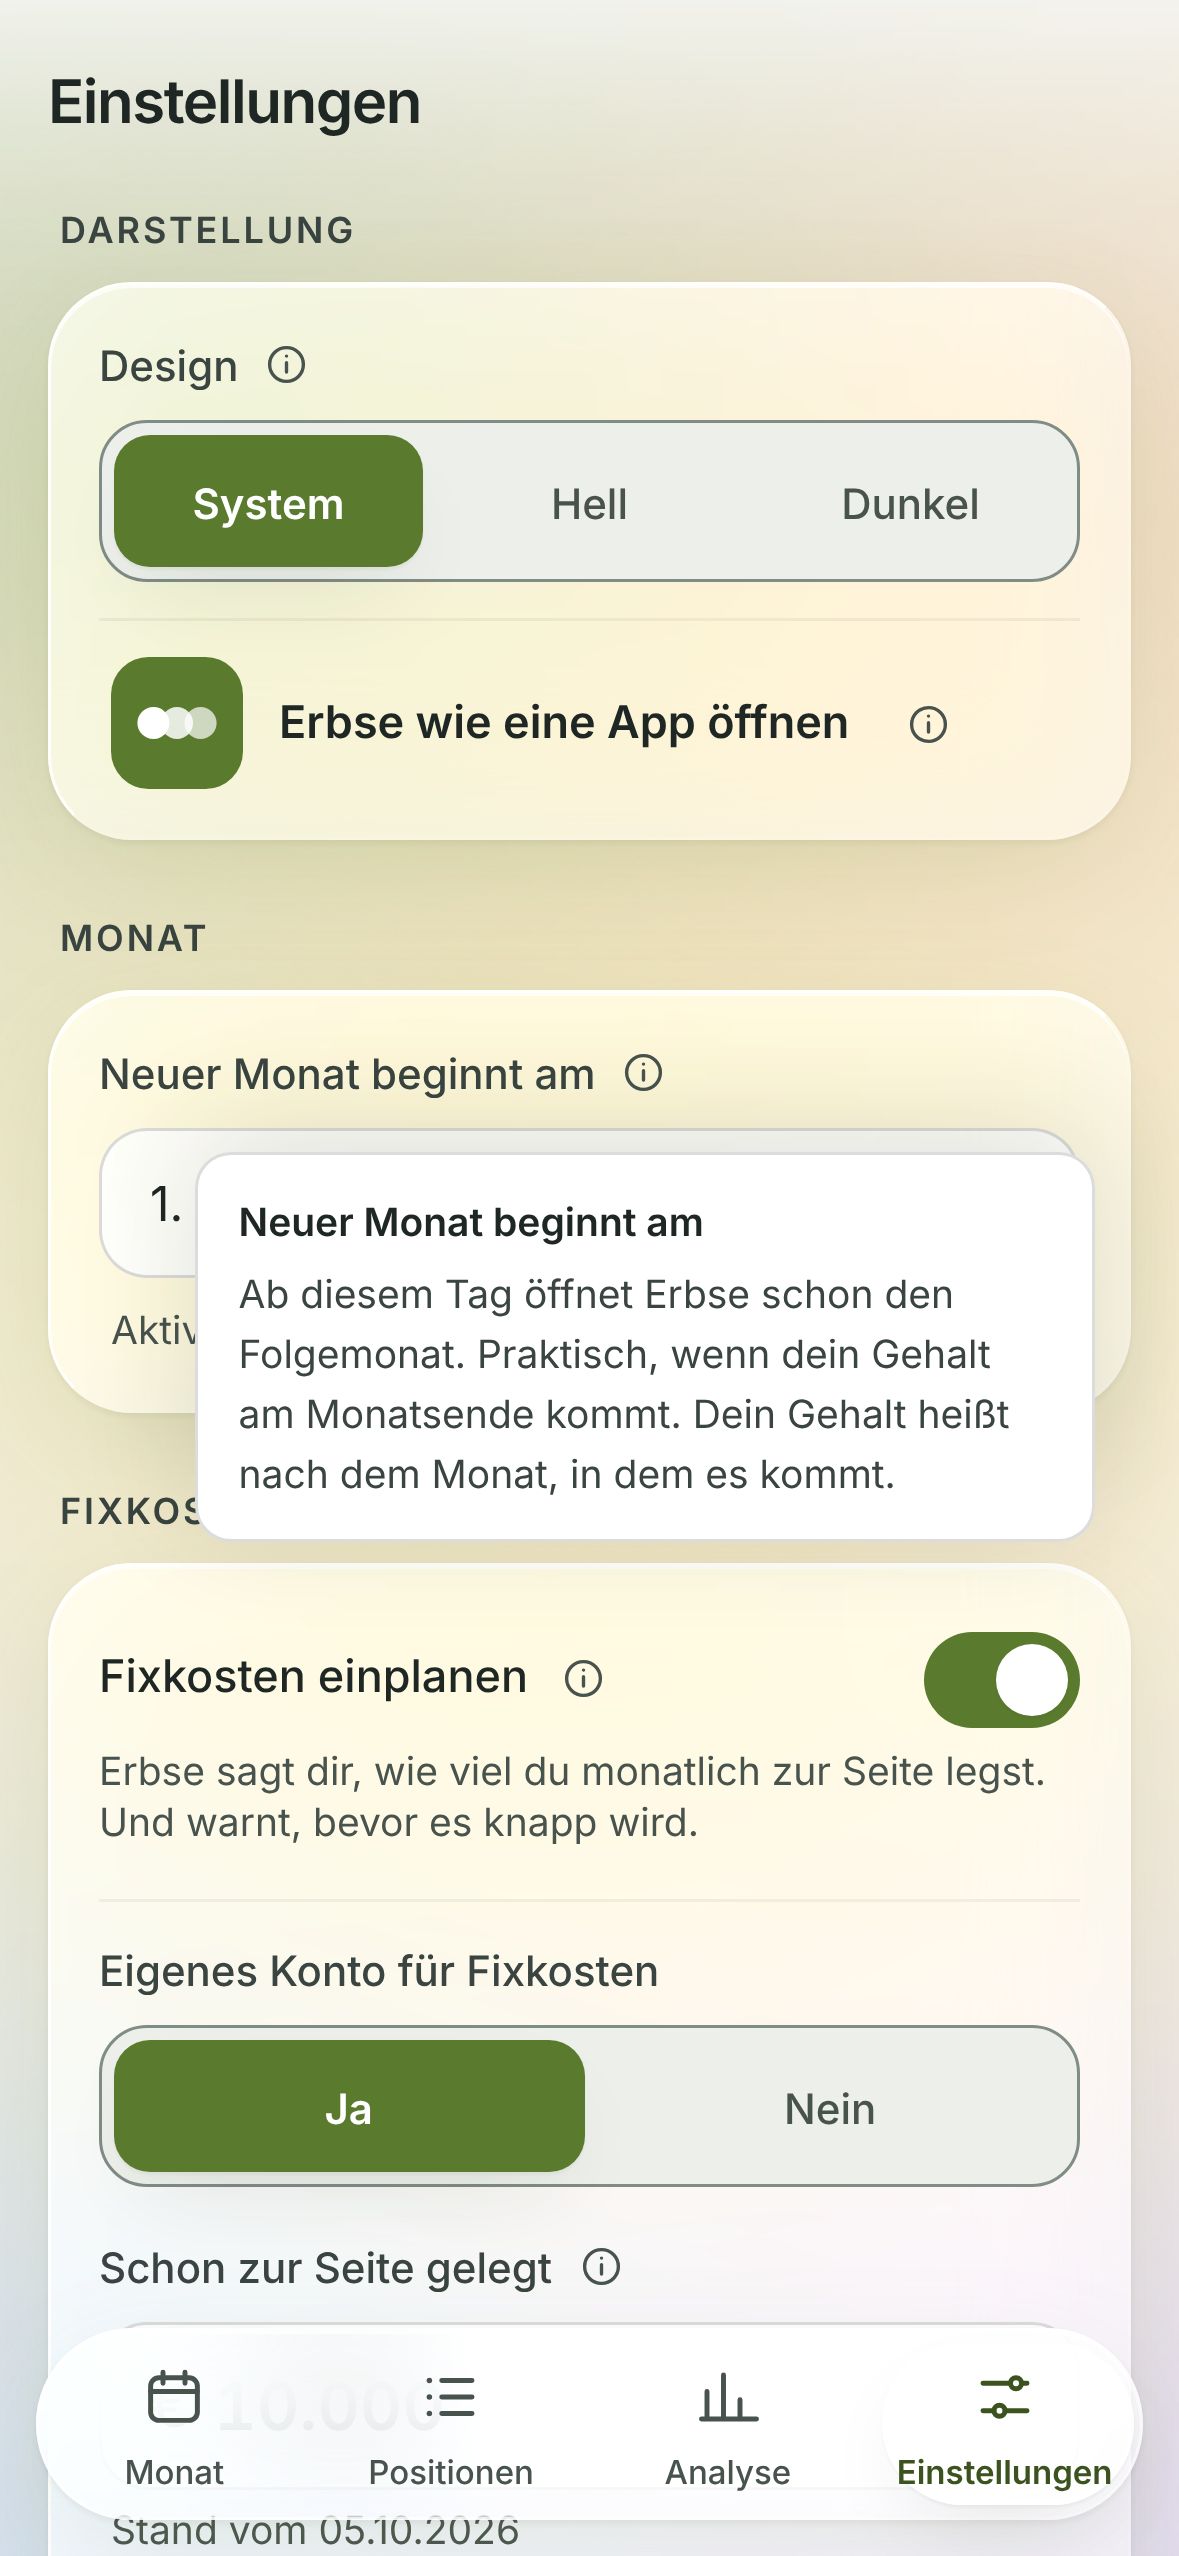 Einstellungen
DARSTELLUNG
Design
System Hell Dunkel
Erbse wie eine App öffnen
MONAT
Neuer Monat beginnt am
1.
Neuer Monat beginnt am
Ab diesem Tag öffnet Erbse schon den
Folgemonat. Praktisch, wenn dein Gehalt
am Monatsende kommt. Dein Gehalt heißt
nach dem Monat, in dem es kommt.
Fixkosten einplanen
Erbse sagt dir, wie viel du monatlich zur Seite legst.
Und warnt, bevor es knapp wird.
Eigenes Konto für Fixkosten
Ja Nein
Schon zur Seite gelegt
10.000
Monat Positionen Analyse Einstellungen
Stand vom 05.10.2026